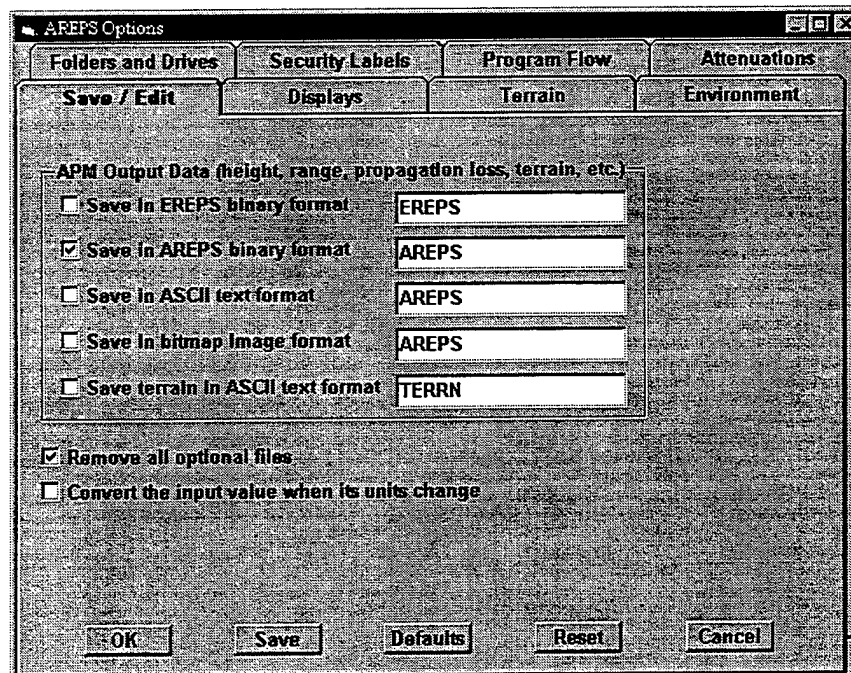 AREPS Options
Folders and Drives Security Labels Program Flow Attenuations
Save / Edit Displays Terrain Environment
APM Output Data (height, range, propagation loss, terrain, etc.)
Save in EREPS binary format EREPS
Save in AREPS binary format AREPS
Save in ASCII text format AREPS
Save in bitmap image format AREPS
Save terrain in ASCII text format TERRN
Remove all optional files
Convert the input value when its units change
OK Save Defaults Reset Cancel